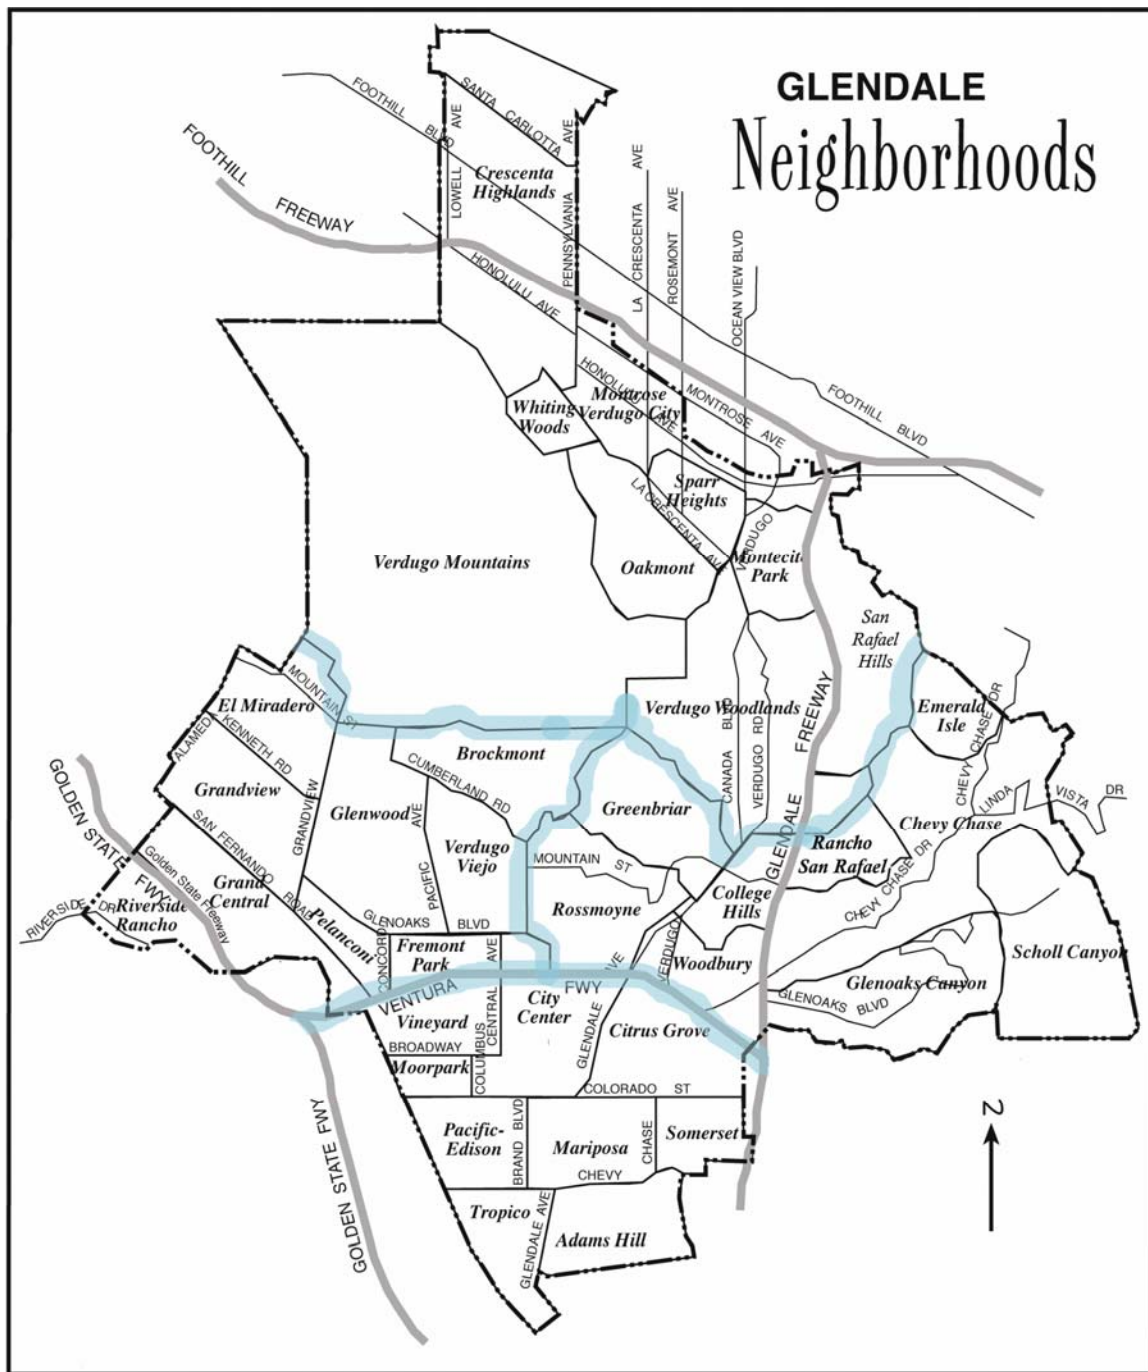 GLENDALE
Neighborhoods
SANTA CARLOTTA AVE
FOOTHILL BLVD
LOWELL AVE
FOOTHILL FREEWAY
Crescenta
Highlands
PENNSYLVANIA AVE
LA CRESCENTA AVE
ROSEMONT AVE
OCEAN VIEW BLVD
HONOLULU AVE
HONOLULU AVE
MONTROSE AVE
FOOTHILL BLVD
Whiting
Woods
Montrose
Verdugo City
Sparr
Heights
LA CRESCENTA AVE
VERDUGO
Verdugo Mountains
Oakmont
Montecito
Park
San
Rafael
Hills
El Miradero
MOUNTAIN ST
Verdugo Woodlands
Emerald
Isle
CHEVY CHASE DR
ALAMEDA
KENNETH RD
Brockmont
CUMBERLAND RD
CANADA BLVD
VERDUGO RD
GLENDALE FREEWAY
GOLDEN STATE FWY
Grandview
GRANDVIEW
Glenwood
PACIFIC AVE
Greenbriar
LINDA VISTA DR
Chevy Chase
SAN FERNANDO ROAD
Verdugo
Viejo
MOUNTAIN ST
Rancho
San Rafael
CHEVY CHASE DR
Golden State Freeway
Grand
Central
RIVERSIDE DR
Riverside
Rancho
Pelanconi
GLENOAKS BLVD
Rossmoyne
College
Hills
CONCORD
Fremont
Park
VERDUGO
Woodbury
Scholl Canyon
Glenoaks Canyon
GLENOAKS BLVD
VENTURA FWY
CENTRAL AVE
City
Center
GLENDALE AVE
Citrus Grove
Vineyard
BROADWAY
COLUMBUS
Moorpark
COLORADO ST
GOLDEN STATE FWY
Pacific-
Edison
BRAND BLVD
Mariposa
CHEVY CHASE
Somerset
Tropico
GLENDALE AVE
Adams Hill
N